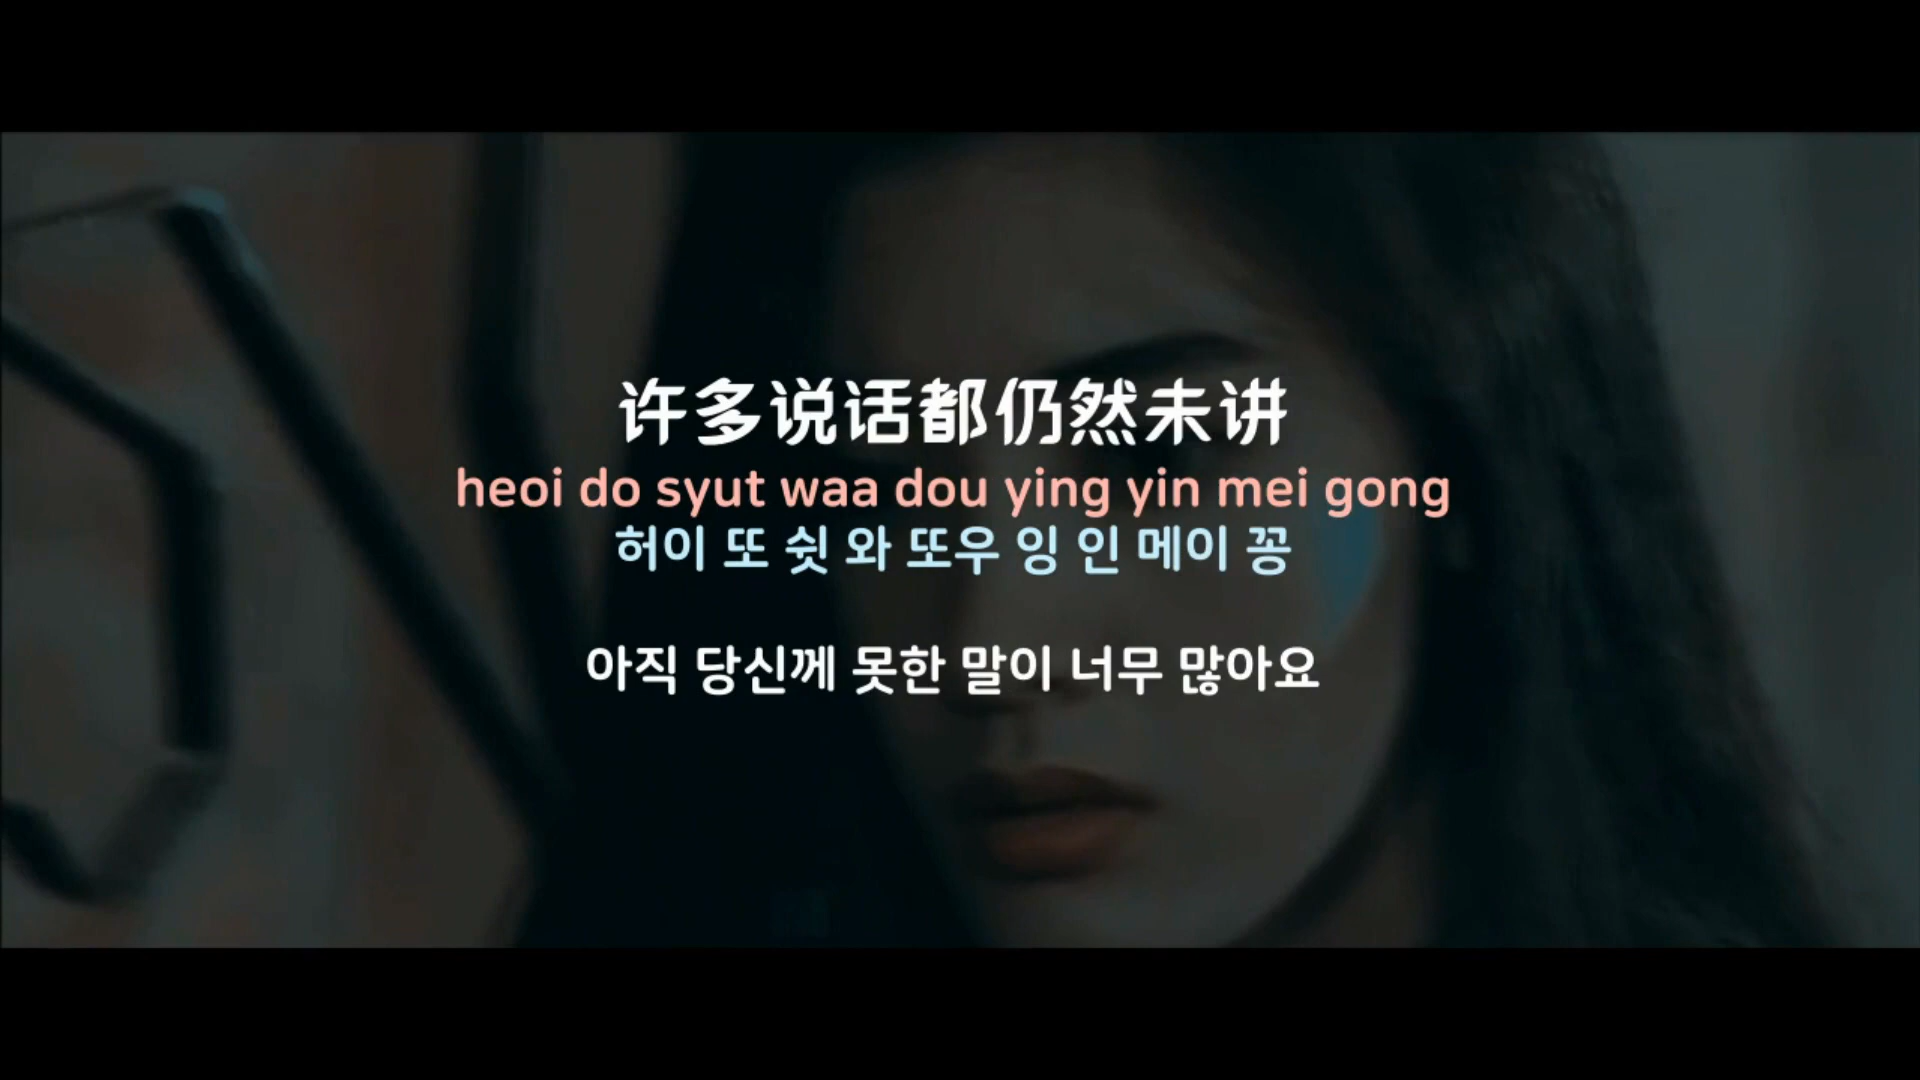 许多说话都仍然未讲
heoi do syut waa dou ying yin mei gong
허이 또 쉿 와 또우 잉 인 메이 꽁
아직 당신께 못한 말이 너무 많아요